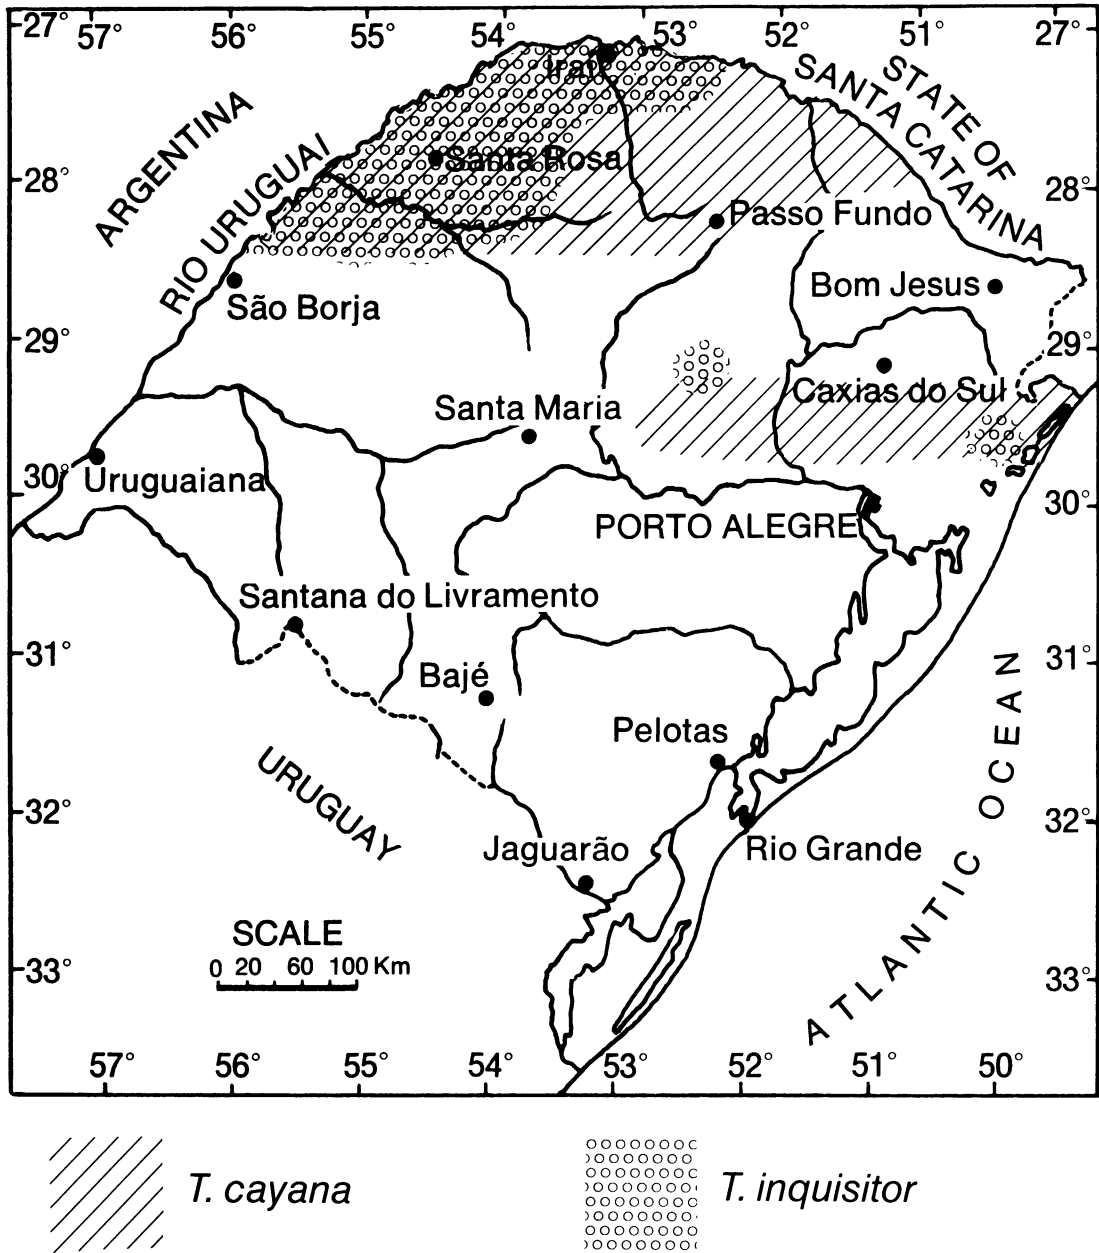 27°
57°
56°
55°
54°
53°
52°
51°
27°
Iraí
STATE OF
SANTA CATARINA
ARGENTINA
RIO URUGUAI
Santa Rosa
28°
28°
Passo Fundo
Bom Jesus
São Borja
29°
29°
Caxias do Sul
Santa Maria
30°
Uruguaiana
30°
PORTO ALEGRE
Santana do Livramento
31°
31°
Bajé
Pelotas
URUGUAY
ATLANTIC OCEAN
32°
32°
Jaguarão
Rio Grande
SCALE
0 20 60 100 Km
33°
33°
57°
56°
55°
54°
53
52°
51°
50°
T. cayana
T. inquisitor